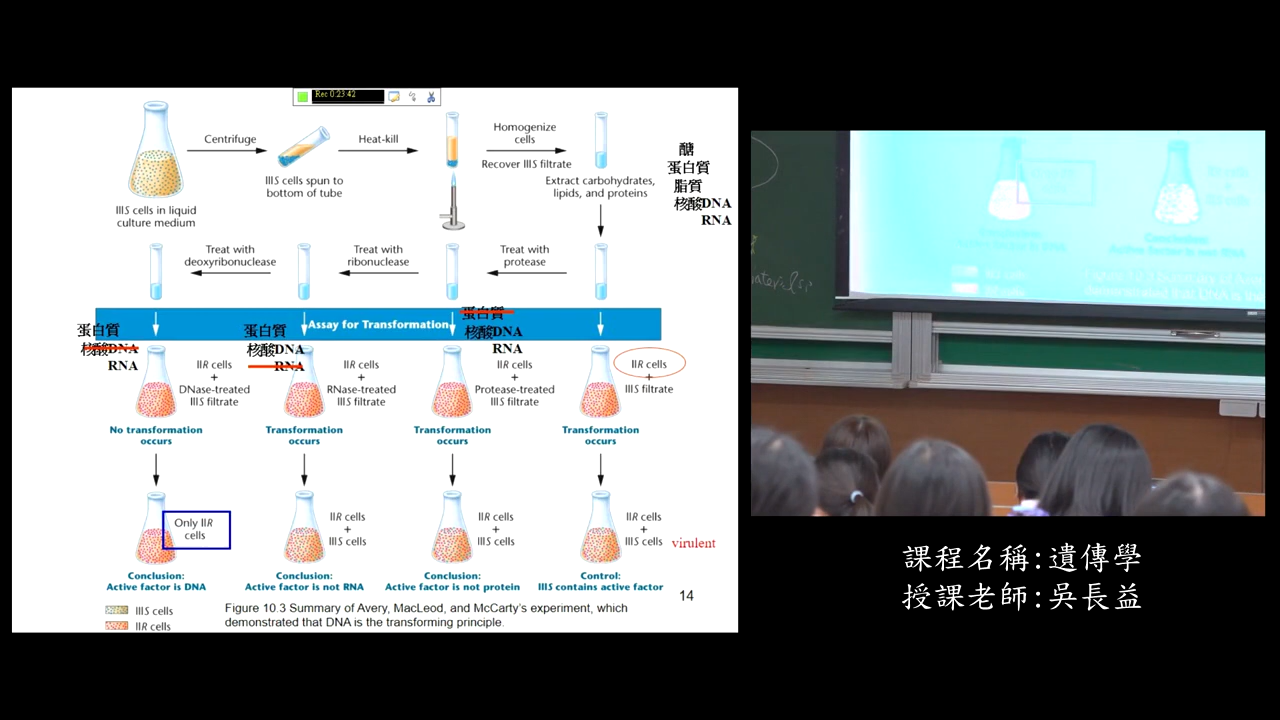 Rec 0:23:42
Centrifuge
Heat-kill
Homogenize
cells
Recover IIIS filtrate
IIIS cells in liquid
culture medium
IIIS cells spun to
bottom of tube
Extract carbohydrates,
lipids, and proteins
醣
蛋白質
脂質
核酸DNA
RNA
Treat with
deoxyribonuclease
Treat with
ribonuclease
Treat with
protease
Assay for Transformation
蛋白質
核酸DNA
RNA
蛋白質
核酸DNA
RNA
蛋白質
核酸DNA
RNA
IIR cells
+
DNase-treated
IIIS filtrate
IIR cells
+
RNase-treated
IIIS filtrate
IIR cells
+
Protease-treated
IIIS filtrate
IIR cells
+
IIIS filtrate
No transformation
occurs
Transformation
occurs
Transformation
occurs
Transformation
occurs
Only IIR
cells
IIR cells
+
IIIS cells
IIR cells
+
IIIS cells
IIR cells
+
IIIS cells
virulent
Conclusion:
Active factor is DNA
Conclusion:
Active factor is not RNA
Conclusion:
Active factor is not protein
Control:
IIIS contains active factor
14
IIIS cells
IIR cells
Figure 10.3 Summary of Avery, MacLeod, and McCarty's experiment, which
demonstrated that DNA is the transforming principle.
課程名稱:遺傳學
授課老師:吳長益